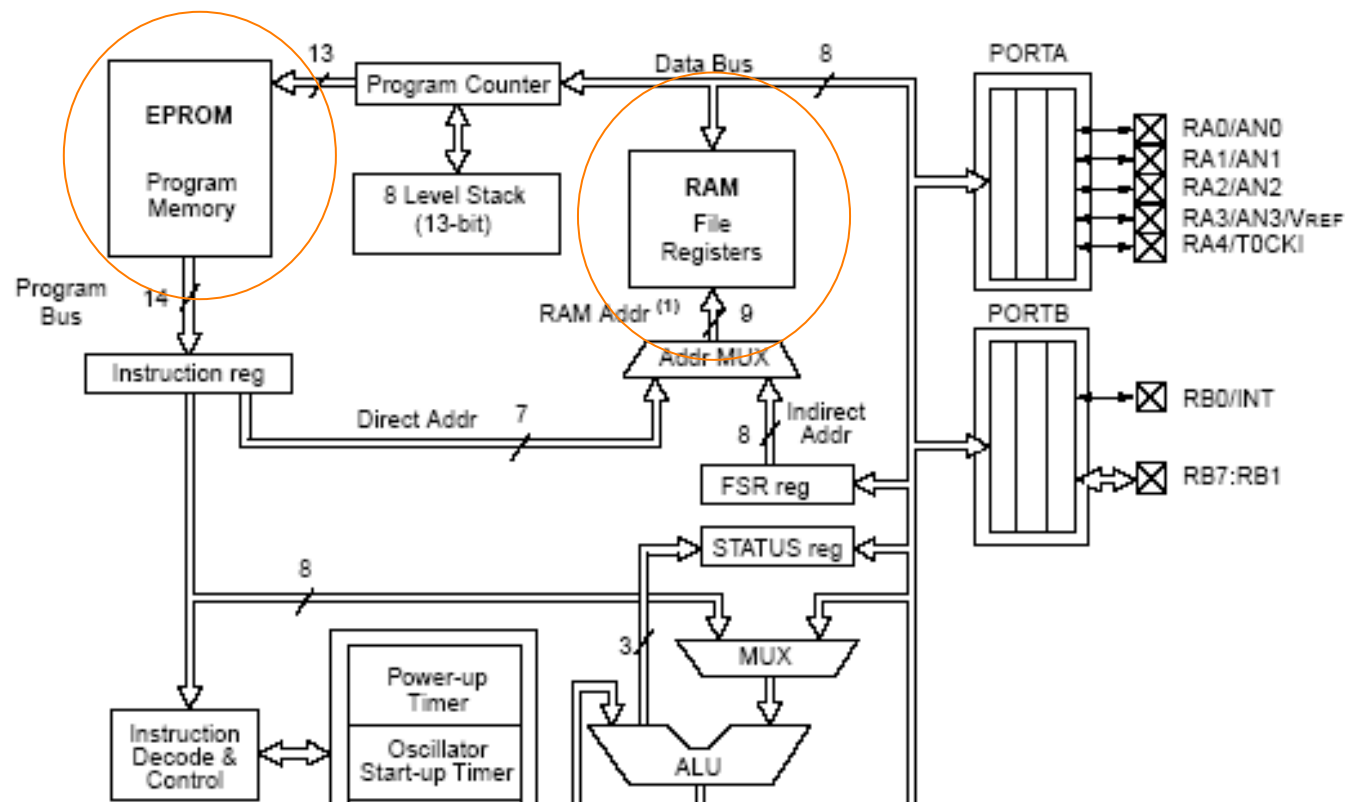 13
Data Bus
8
PORTA
EPROM
Program
Memory
Program Counter
8 Level Stack
(13-bit)
RAM
File
Registers
RA0/AN0
RA1/AN1
RA2/AN2
RA3/AN3/VREF
RA4/T0CKI
Program
Bus
14
RAM Addr (1)
9
PORTB
Instruction reg
Addr MUX
Direct Addr
7
8
Indirect
Addr
RB0/INT
RB7:RB1
FSR reg
STATUS reg
8
3
MUX
Power-up
Timer
Instruction
Decode &
Control
Oscillator
Start-up Timer
ALU